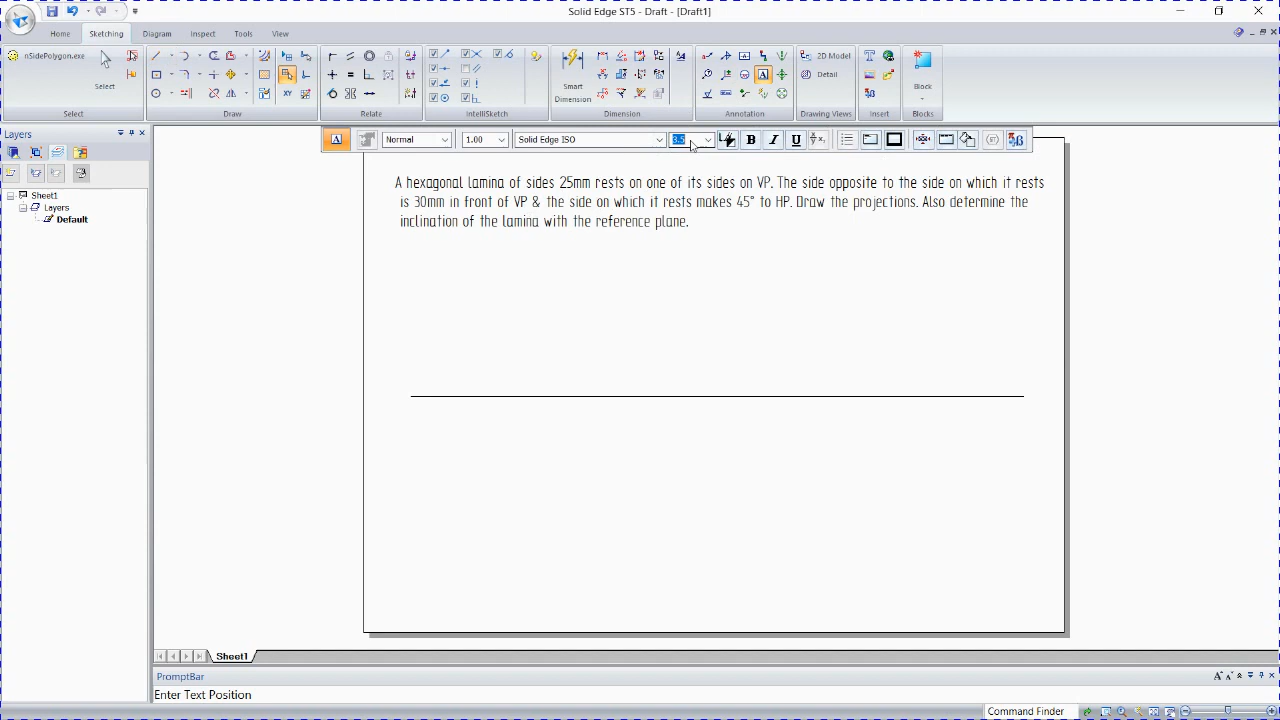 Solid Edge ST5 - Draft - [Draft1]
Home Sketching Diagram Inspect Tools View
nSidePolygon.exe
Select
Smart
Dimension
2D Model
Detail
Block
Select Draw Relate IntelliSketch Dimension Annotation Drawing Views Insert Blocks
Layers
Normal 1.00 Solid Edge ISO 3.5
Sheet1
Layers
Default
A hexagonal lamina of sides 25mm rests on one of its sides on VP. The side opposite to the side on which it rests
is 30mm in front of VP & the side on which it rests makes 45° to HP. Draw the projections. Also determine the
inclination of the lamina with the reference plane.
Sheet1
PromptBar
Enter Text Position
Command Finder